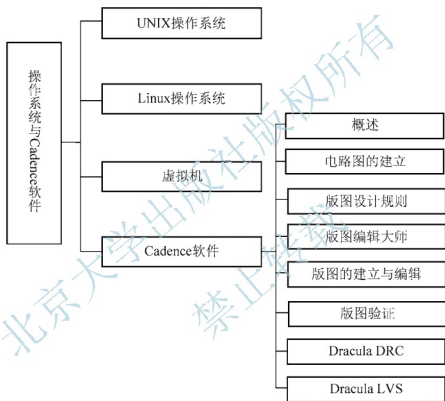 操作系统与Cadence软件
UNIX操作系统
Linux操作系统
虚拟机
Cadence软件
概述
电路图的建立
版图设计规则
版图编辑大师
版图的建立与编辑
版图验证
Dracula DRC
Dracula LVS
北京大学出版社版权所有
禁止转载